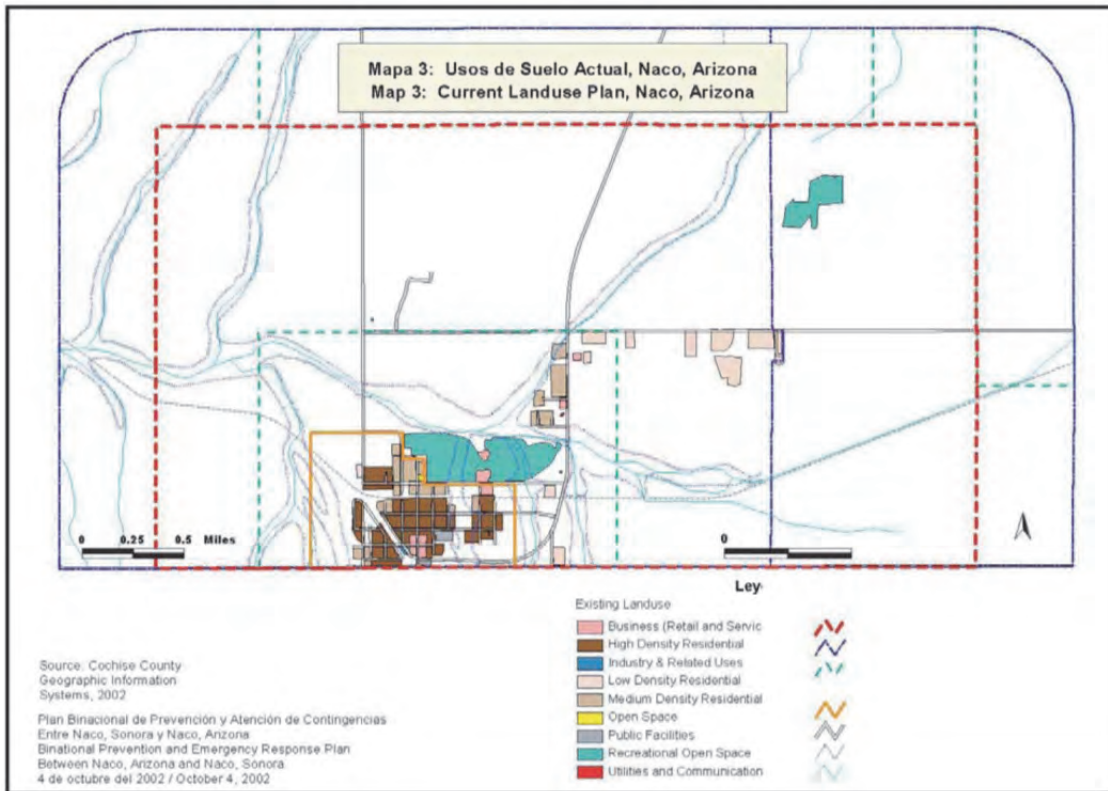 Mapa 3: Usos de Suelo Actual, Naco, Arizona
Map 3: Current Landuse Plan, Naco, Arizona
0 0.25 0.5 Miles
0
Ley
Existing Landuse
Business (Retail and Servic
High Density Residential
Industry & Related Uses
Low Density Residential
Medium Density Residential
Open Space
Public Facilities
Recreational Open Space
Utilities and Communication
Source: Cochise County
Geographic Information
Systems, 2002
Plan Binacional de Prevención y Atención de Contingencias
Entre Naco, Sonora y Naco, Arizona
Binational Prevention and Emergency Response Plan
Between Naco, Arizona and Naco, Sonora
4 de octubre del 2002 / October 4, 2002